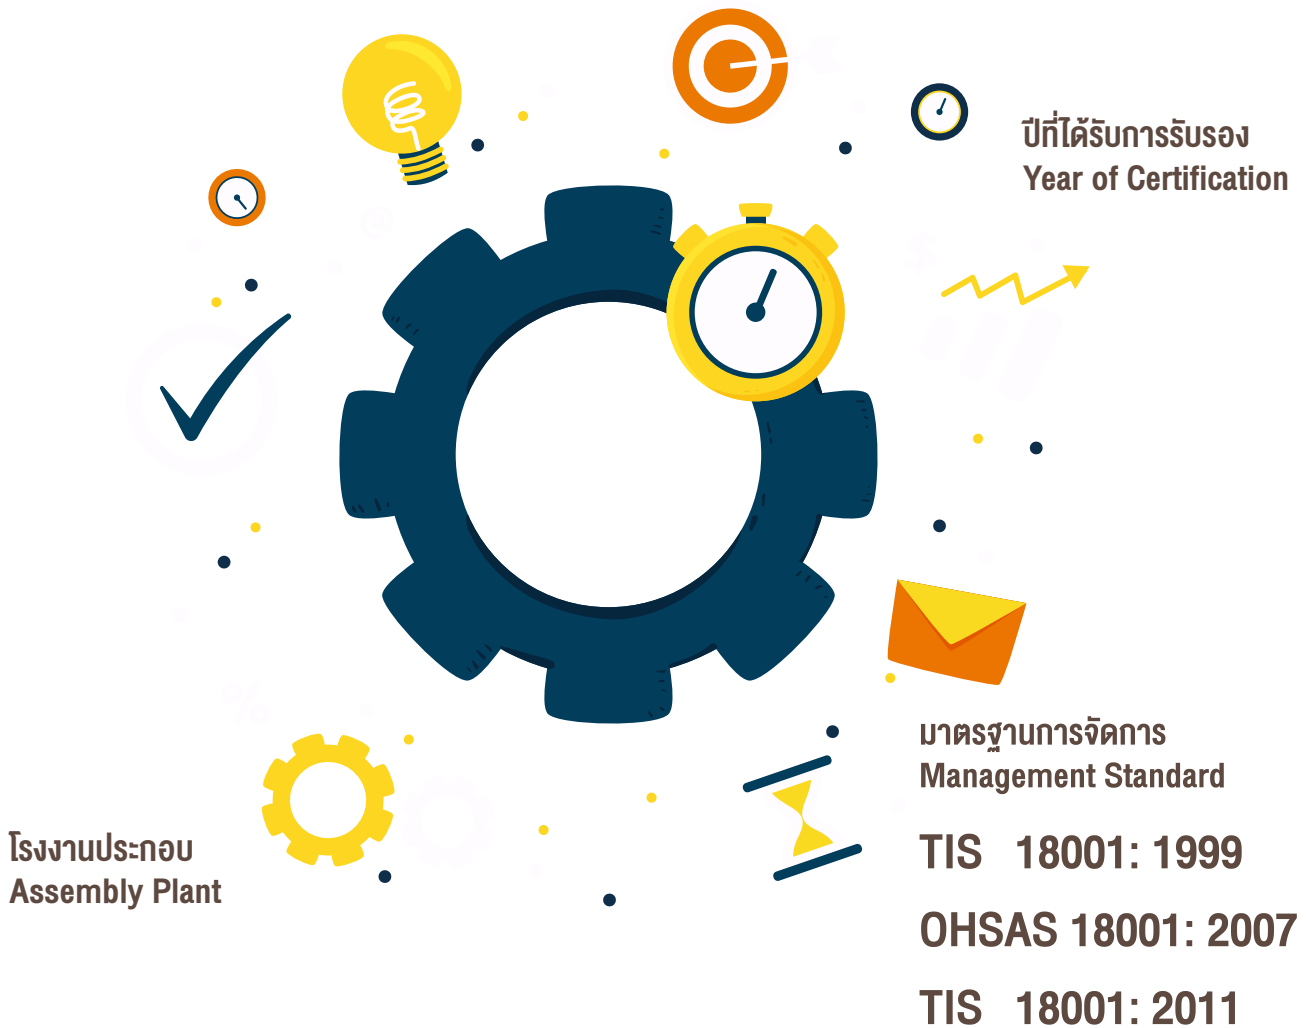 ปีที่ได้รับการรับรอง
Year of Certification
มาตรฐานการจัดการ
Management Standard
TIS 18001: 1999
OHSAS 18001: 2007
TIS 18001: 2011
โรงงานประกอบ
Assembly Plant